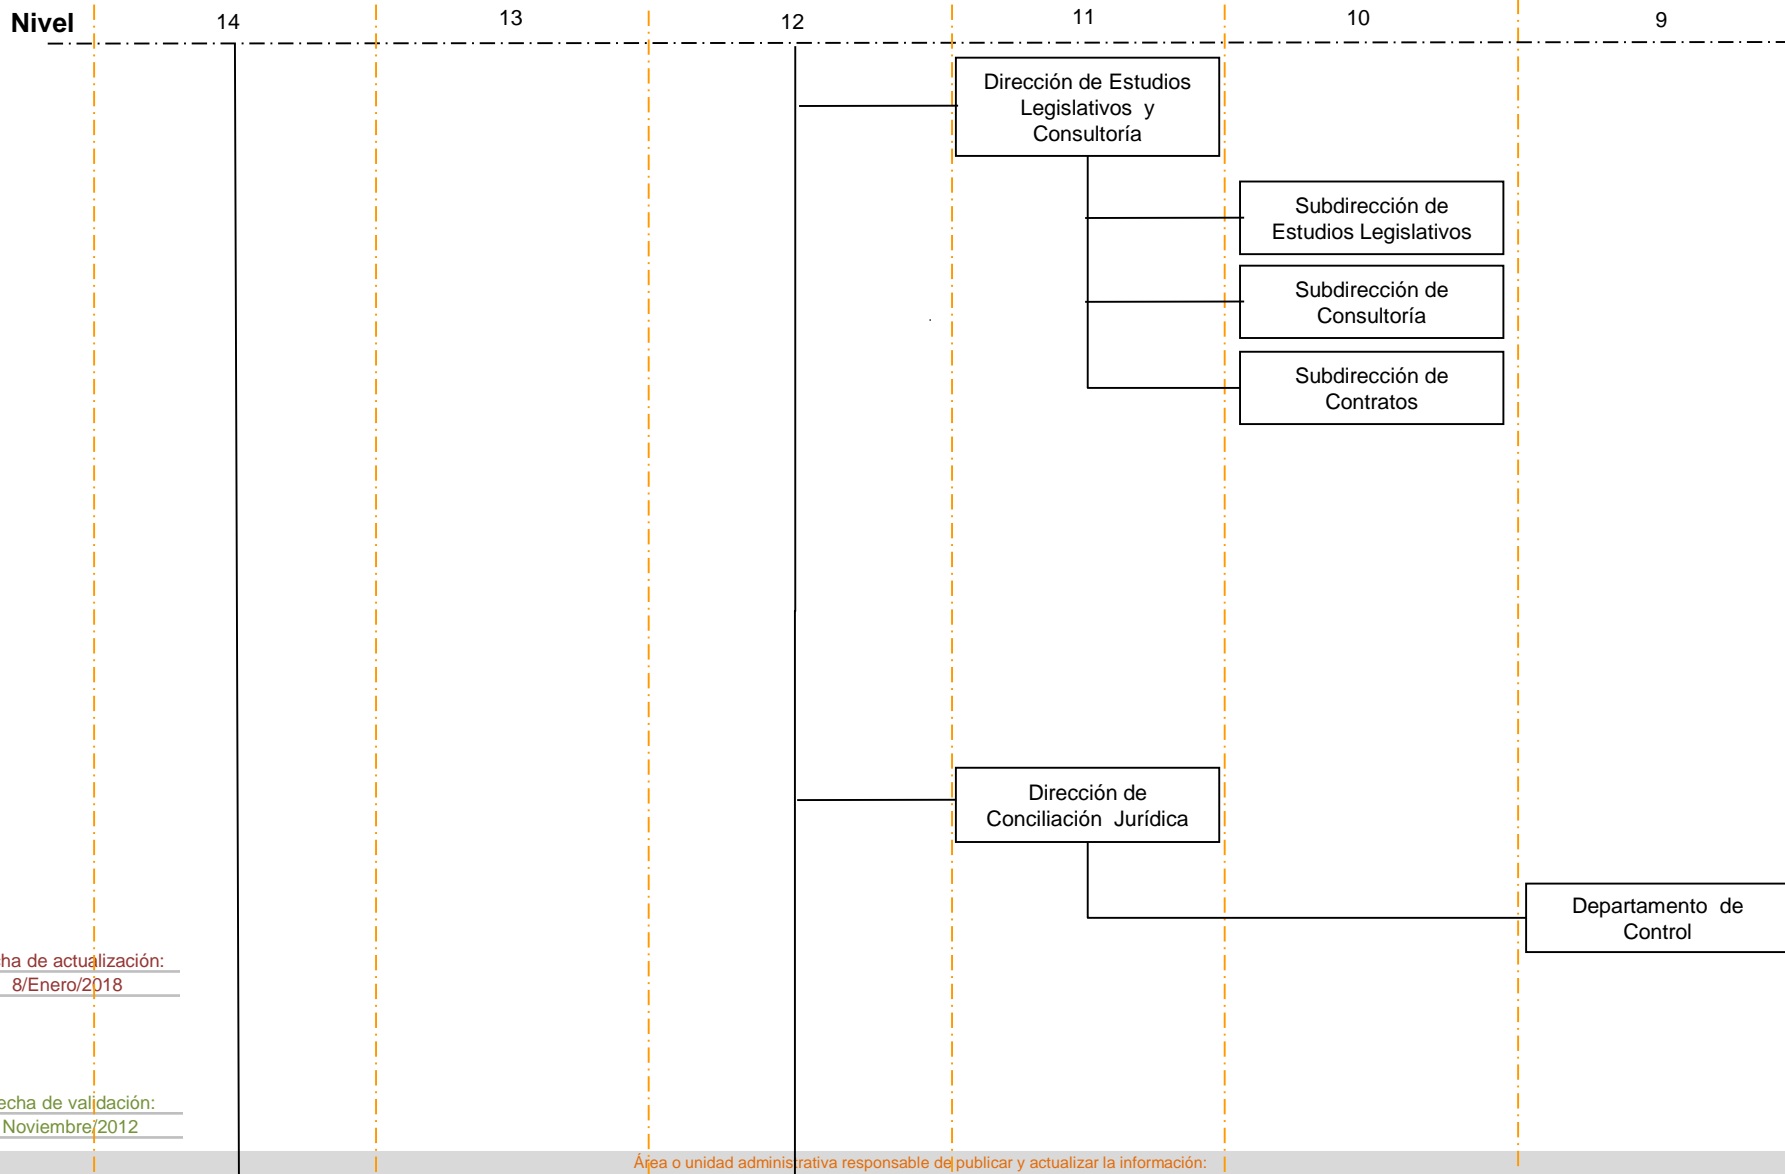 Nivel 14 13 12 11 10 9
Dirección de Estudios
Legislativos y
Consultoría
Subdirección de
Estudios Legislativos
Subdirección de
Consultoría
Subdirección de
Contratos
Dirección de
Conciliación Jurídica
Departamento de
Control
cha de actualización:
8/Enero/2018
echa de validación:
Noviembre/2012
Área o unidad administrativa responsable de publicar y actualizar la información: